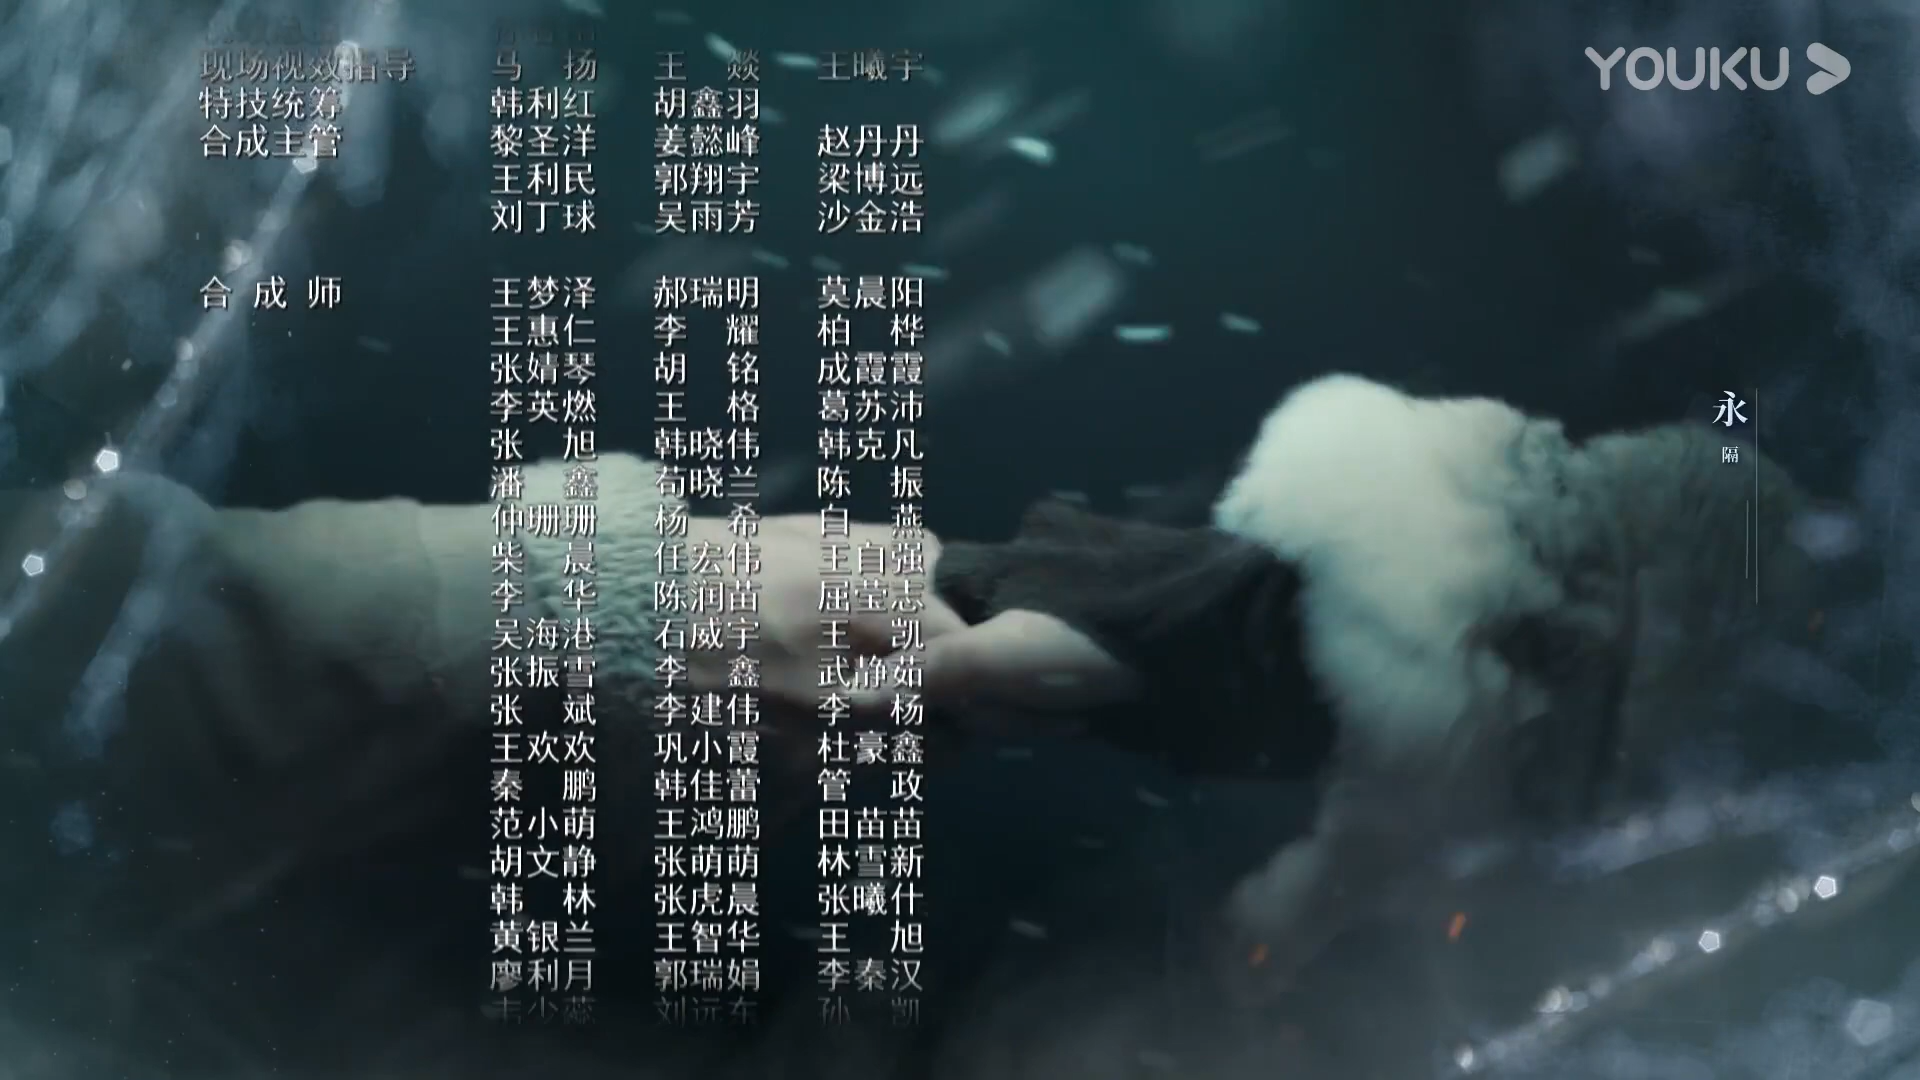 YOUKU
现场视效指导 马扬 王燚 王曦宇
特技统筹 韩利红 胡鑫羽
合成主管 黎圣洋 姜懿峰 赵丹丹
王利民 郭翔宇 梁博远
刘丁球 吴雨芳 沙金浩
合成师 王梦泽 郝瑞明 莫晨阳
王惠仁 李耀 柏桦
张婧琴 胡铭 成霞霞
李英燃 王格 葛苏沛
张旭 韩晓伟 韩克凡
潘鑫 苟晓兰 陈振
仲珊珊 杨希 自燕
柴晨 任宏伟 王自强
李华 陈润苗 屈莹志
吴海港 石威宇 王凯
张振雪 李鑫 武静茹
张斌 李建伟 李杨
王欢欢 巩小霞 杜豪鑫
秦鹏 韩佳蕾 管政
范小萌 王鸿鹏 田苗苗
胡文静 张萌萌 林雪新
韩林 张虎晨 张曦什
黄银兰 王智华 王旭
廖利月 郭瑞娟 李秦汉
韦少蕊 刘远东 孙凯
永
隔